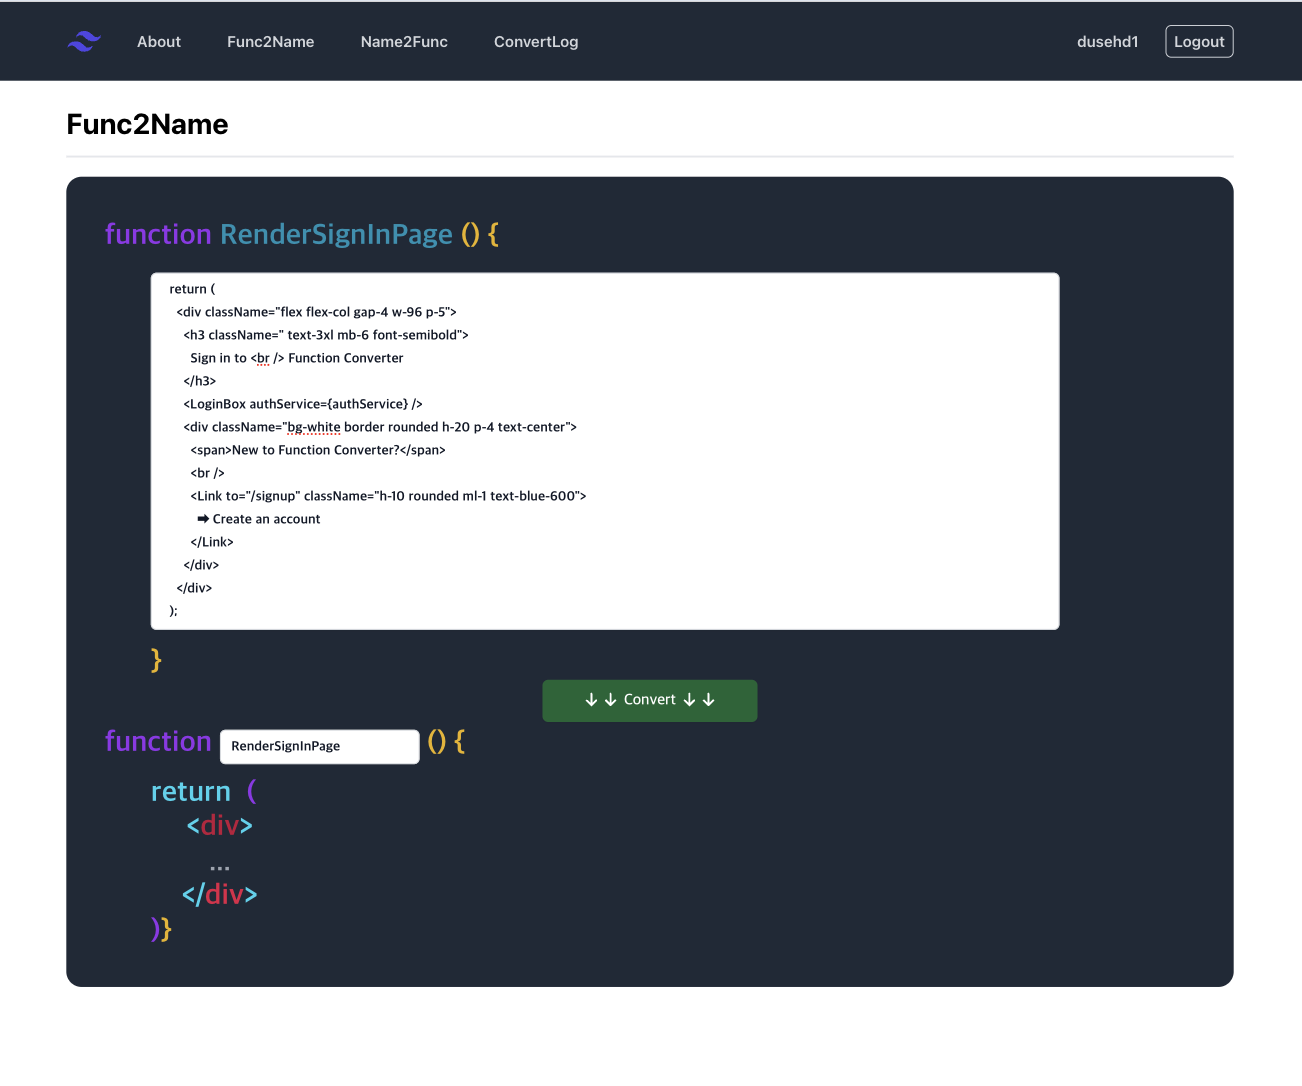 About Func2Name Name2Func ConvertLog dusehd1 Logout
Func2Name
function RenderSignInPage () {
return (
<div className="flex flex-col gap-4 w-96 p-5">
<h3 className=" text-3xl mb-6 font-semibold">
Sign in to <br /> Function Converter
</h3>
<LoginBox authService={authService} />
<div className="bg-white border rounded h-20 p-4 text-center">
<span>New to Function Converter?</span>
<br />
<Link to="/signup" className="h-10 rounded ml-1 text-blue-600">
➡ Create an account
</Link>
</div>
</div>
);
}
↓ ↓ Convert ↓ ↓
function RenderSignInPage () {
return (
<div>
...
</div>
)}